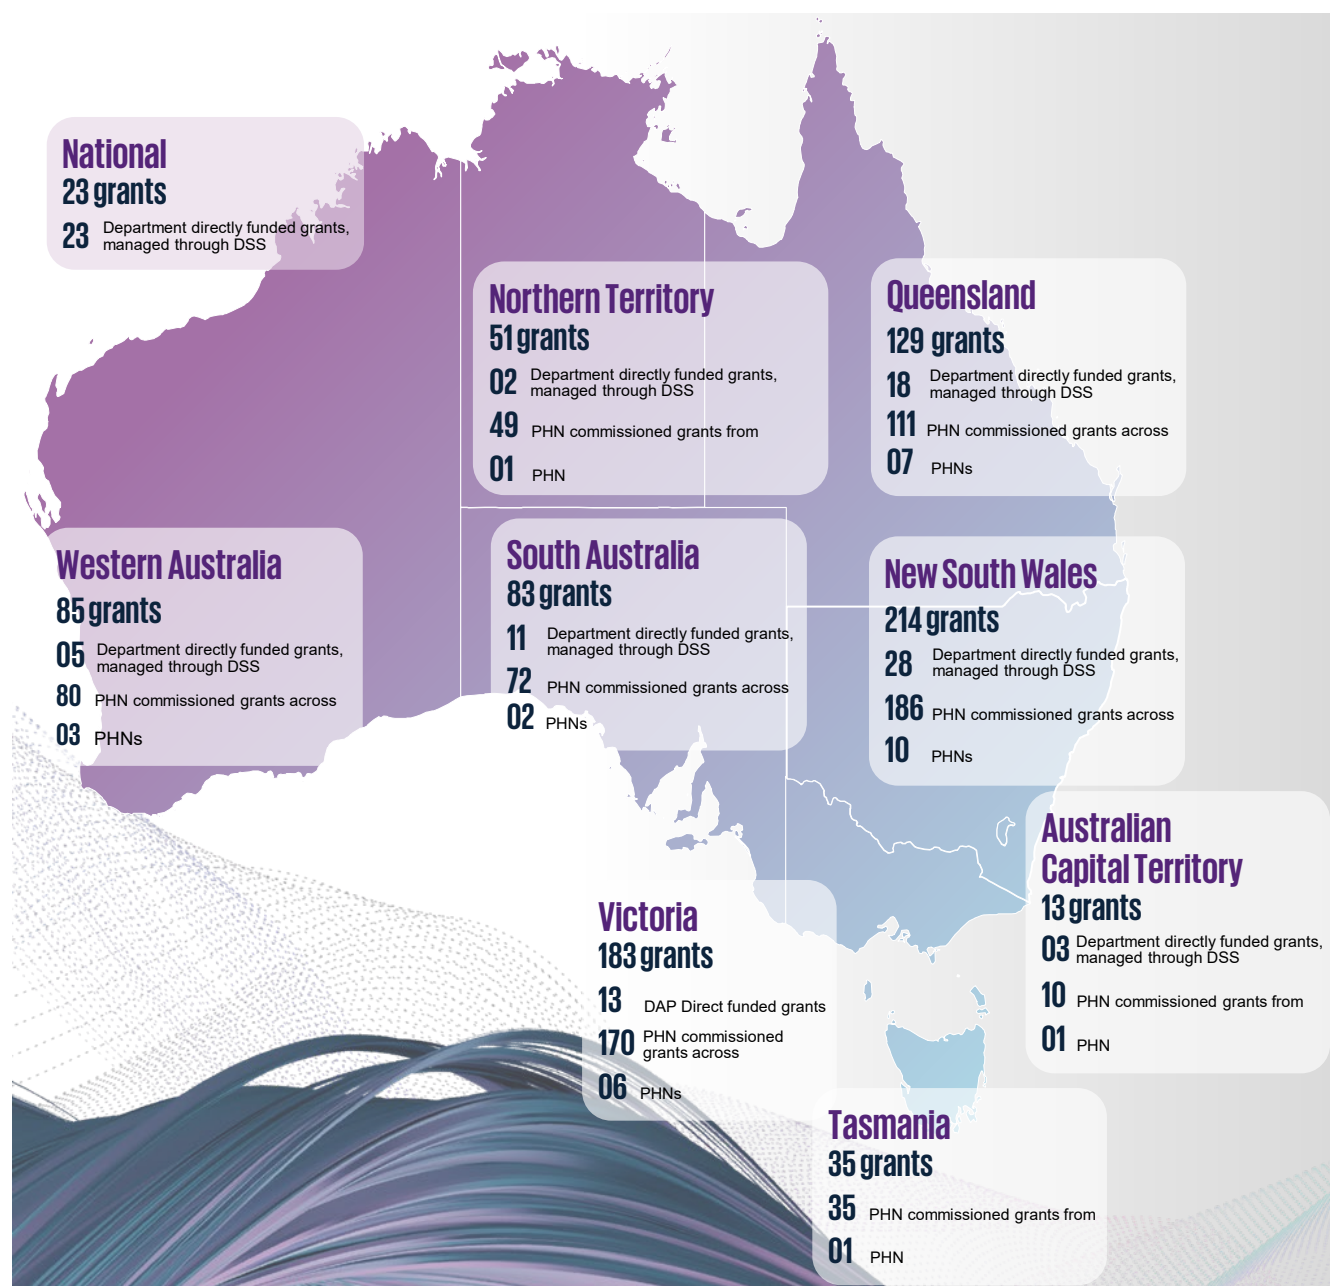 National
23 grants
23 Department directly funded grants,
managed through DSS
Northern Territory
51 grants
02 Department directly funded grants,
managed through DSS
49 PHN commissioned grants from
01 PHN
Queensland
129 grants
18 Department directly funded grants,
managed through DSS
111 PHN commissioned grants across
07 PHNs
Western Australia
85 grants
05 Department directly funded grants,
managed through DSS
80 PHN commissioned grants across
03 PHNs
South Australia
83 grants
11 Department directly funded grants,
managed through DSS
72 PHN commissioned grants across
02 PHNs
New South Wales
214 grants
28 Department directly funded grants,
managed through DSS
186 PHN commissioned grants across
10 PHNs
Australian
Capital Territory
13 grants
03 Department directly funded grants,
managed through DSS
10 PHN commissioned grants from
01 PHN
Victoria
183 grants
13 DAP Direct funded grants
170 PHN commissioned
grants across
06 PHNs
Tasmania
35 grants
35 PHN commissioned grants from
01 PHN